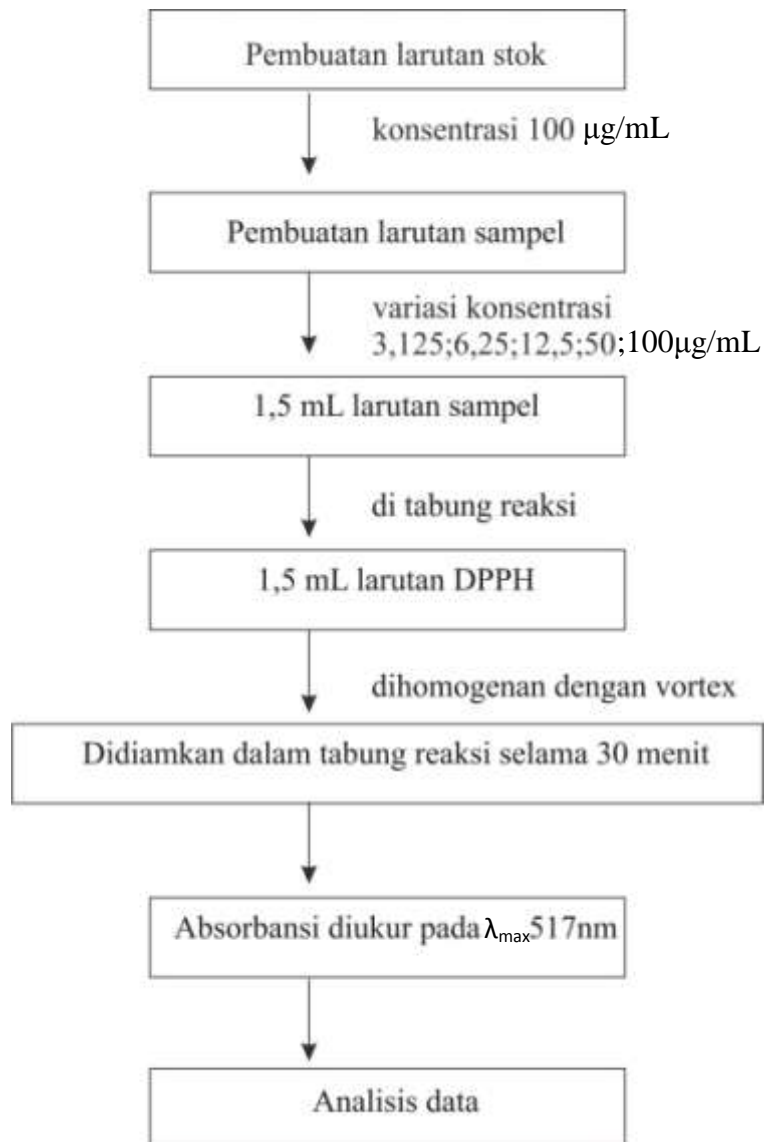 Pembuatan larutan stok
konsentrasi 100 μg/mL
Pembuatan larutan sampel
variasi konsentrasi
3,125;6,25;12,5;50;100μg/mL
1,5 mL larutan sampel
di tabung reaksi
1,5 mL larutan DPPH
dihomogenan dengan vortex
Didiamkan dalam tabung reaksi selama 30 menit
Absorbansi diukur pada λmax517nm
Analisis data